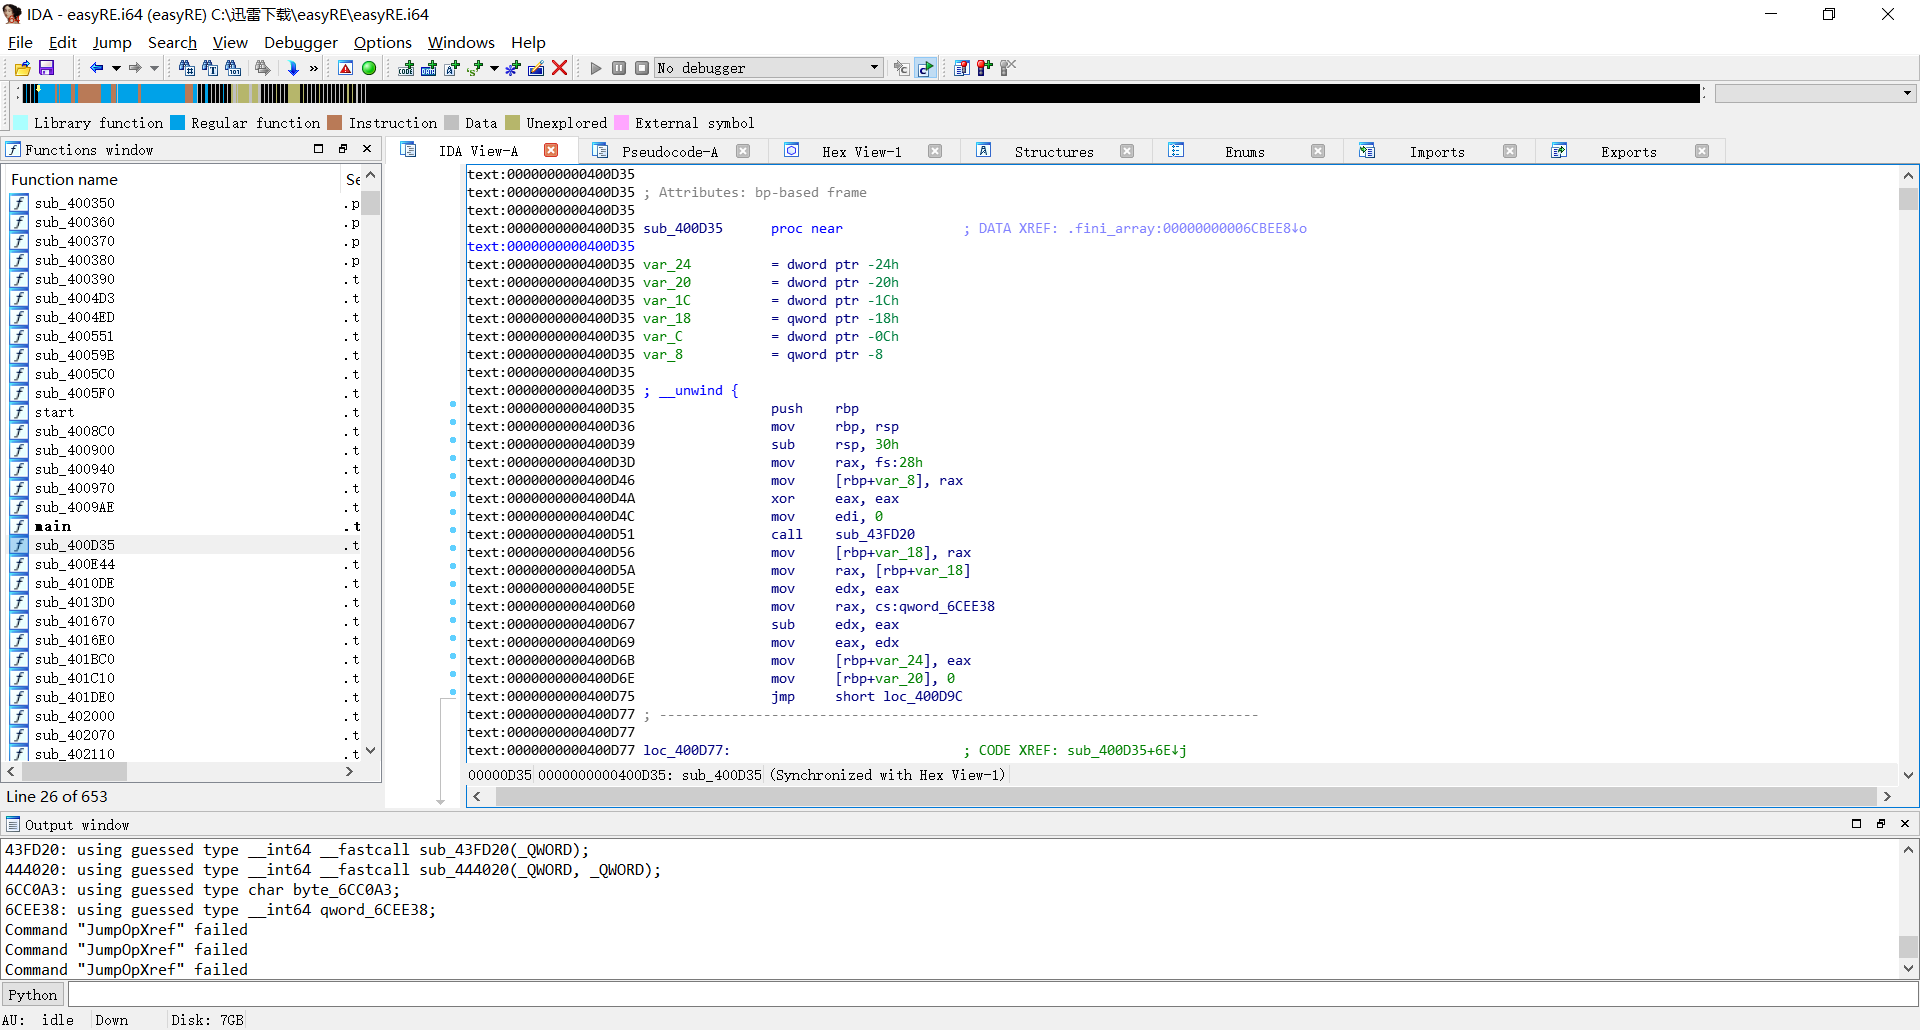 IDA - easyRE.i64 (easyRE) C:\迅雷下载\easyRE\easyRE.i64
File Edit Jump Search View Debugger Options Windows Help
No debugger
Library function Regular function Instruction Data Unexplored External symbol
Functions window
IDA View-A Pseudocode-A Hex View-1 Structures Enums Imports Exports
Function name Se
sub_400350 .p
sub_400360 .p
sub_400370 .p
sub_400380 .p
sub_400390 .t
sub_4004D3 .t
sub_4004ED .t
sub_400551 .t
sub_40059B .t
sub_4005C0 .t
sub_4005F0 .t
start .t
sub_4008C0 .t
sub_400900 .t
sub_400940 .t
sub_400970 .t
sub_4009AE .t
main .t
sub_400D35 .t
sub_400E44 .t
sub_4010DE .t
sub_4013D0 .t
sub_401670 .t
sub_4016E0 .t
sub_401BC0 .t
sub_401C10 .t
sub_401DE0 .t
sub_402000 .t
sub_402070 .t
sub_402110 .t
Line 26 of 653
text:0000000000400D35
text:0000000000400D35 ; Attributes: bp-based frame
text:0000000000400D35
text:0000000000400D35 sub_400D35 proc near ; DATA XREF: .fini_array:00000000006CBEE8↓o
text:0000000000400D35
text:0000000000400D35 var_24 = dword ptr -24h
text:0000000000400D35 var_20 = dword ptr -20h
text:0000000000400D35 var_1C = dword ptr -1Ch
text:0000000000400D35 var_18 = qword ptr -18h
text:0000000000400D35 var_C = dword ptr -0Ch
text:0000000000400D35 var_8 = qword ptr -8
text:0000000000400D35
text:0000000000400D35 ; __unwind {
text:0000000000400D35 push rbp
text:0000000000400D36 mov rbp, rsp
text:0000000000400D39 sub rsp, 30h
text:0000000000400D3D mov rax, fs:28h
text:0000000000400D46 mov [rbp+var_8], rax
text:0000000000400D4A xor eax, eax
text:0000000000400D4C mov edi, 0
text:0000000000400D51 call sub_43FD20
text:0000000000400D56 mov [rbp+var_18], rax
text:0000000000400D5A mov rax, [rbp+var_18]
text:0000000000400D5E mov edx, eax
text:0000000000400D60 mov rax, cs:qword_6CEE38
text:0000000000400D67 sub edx, eax
text:0000000000400D69 mov eax, edx
text:0000000000400D6B mov [rbp+var_24], eax
text:0000000000400D6E mov [rbp+var_20], 0
text:0000000000400D75 jmp short loc_400D9C
text:0000000000400D77 ; ---------------------------------------------------------------------------
text:0000000000400D77
text:0000000000400D77 loc_400D77: ; CODE XREF: sub_400D35+6E↓j
00000D35 0000000000400D35: sub_400D35 (Synchronized with Hex View-1)
Output window
43FD20: using guessed type __int64 __fastcall sub_43FD20(_QWORD);
444020: using guessed type __int64 __fastcall sub_444020(_QWORD, _QWORD);
6CC0A3: using guessed type char byte_6CC0A3;
6CEE38: using guessed type __int64 qword_6CEE38;
Command "JumpOpXref" failed
Command "JumpOpXref" failed
Command "JumpOpXref" failed
Python
AU: idle Down Disk: 7GB